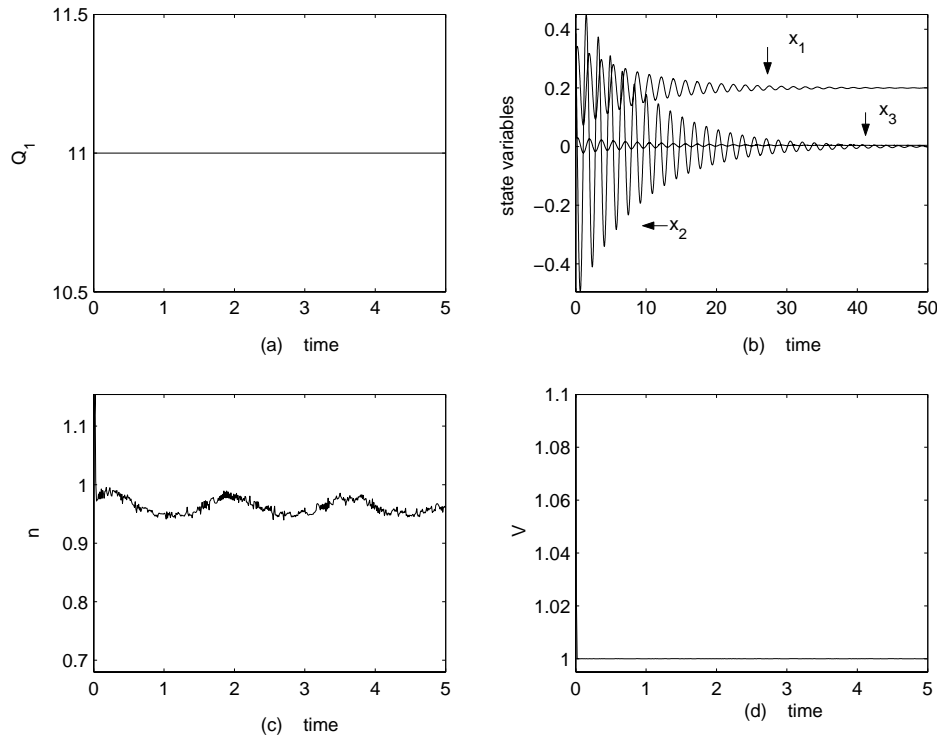 11.5
11
10.5
Q1
0 1 2 3 4 5
(a) time
0.4
0.2
0
−0.2
−0.4
state variables
x1
x3
x2
0 10 20 30 40 50
(b) time
1.1
1
0.9
0.8
0.7
n
0 1 2 3 4 5
(c) time
1.1
1.08
1.06
1.04
1.02
1
V
0 1 2 3 4 5
(d) time